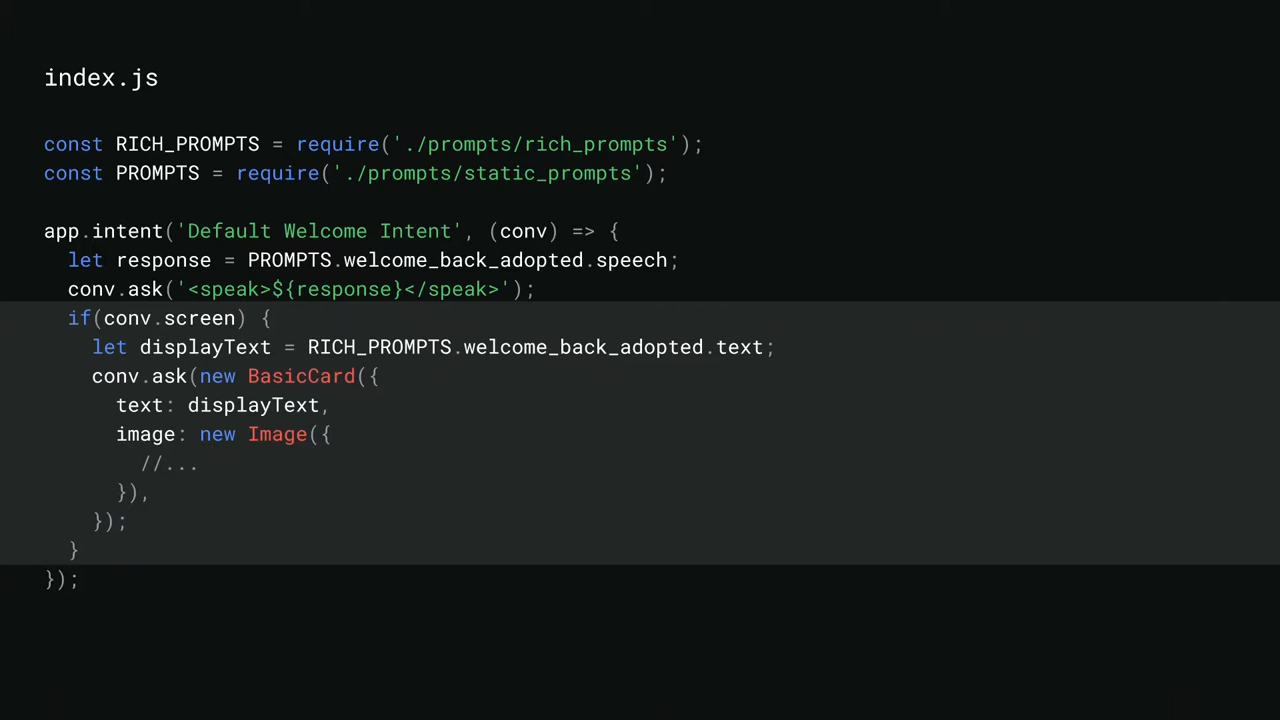 index.js
const RICH_PROMPTS = require('./prompts/rich_prompts');
const PROMPTS = require('./prompts/static_prompts');
app.intent('Default Welcome Intent', (conv) => {
  let response = PROMPTS.welcome_back_adopted.speech;
  conv.ask('<speak>${response}</speak>');
  if(conv.screen) {
    let displayText = RICH_PROMPTS.welcome_back_adopted.text;
    conv.ask(new BasicCard({
      text: displayText,
      image: new Image({
        //...
      }),
    });
  }
});